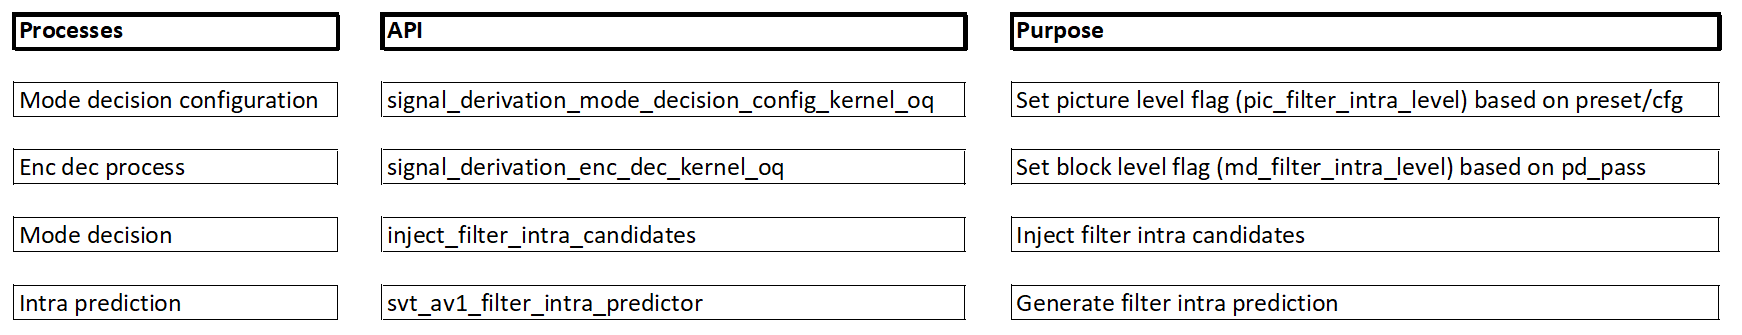 Processes API Purpose
Mode decision configuration signal_derivation_mode_decision_config_kernel_oq Set picture level flag (pic_filter_intra_level) based on preset/cfg
Enc dec process signal_derivation_enc_dec_kernel_oq Set block level flag (md_filter_intra_level) based on pd_pass
Mode decision inject_filter_intra_candidates Inject filter intra candidates
Intra prediction svt_av1_filter_intra_predictor Generate filter intra prediction